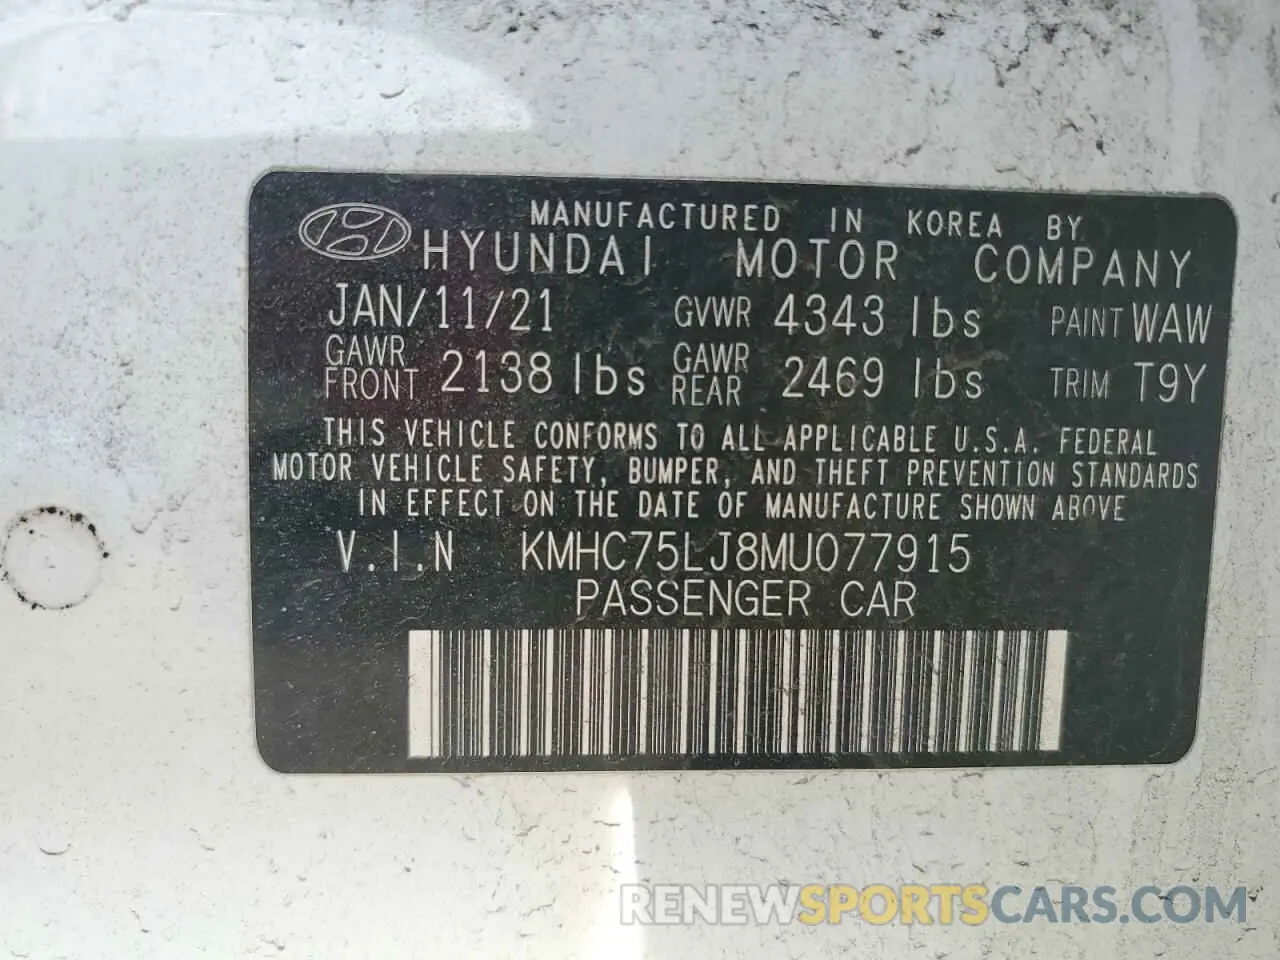 MANUFACTURED IN KOREA BY
HYUNDAI MOTOR COMPANY
JAN/11/21 GVWR 4343 lbs PAINT WAW
GAWR FRONT 2138 lbs GAWR REAR 2469 lbs TRIM T9Y
THIS VEHICLE CONFORMS TO ALL APPLICABLE U.S.A. FEDERAL
MOTOR VEHICLE SAFETY, BUMPER, AND THEFT PREVENTION STANDARDS
IN EFFECT ON THE DATE OF MANUFACTURE SHOWN ABOVE
V.I.N KMHC75LJ8MU077915
PASSENGER CAR
RENEWSPORTSCARS.COM